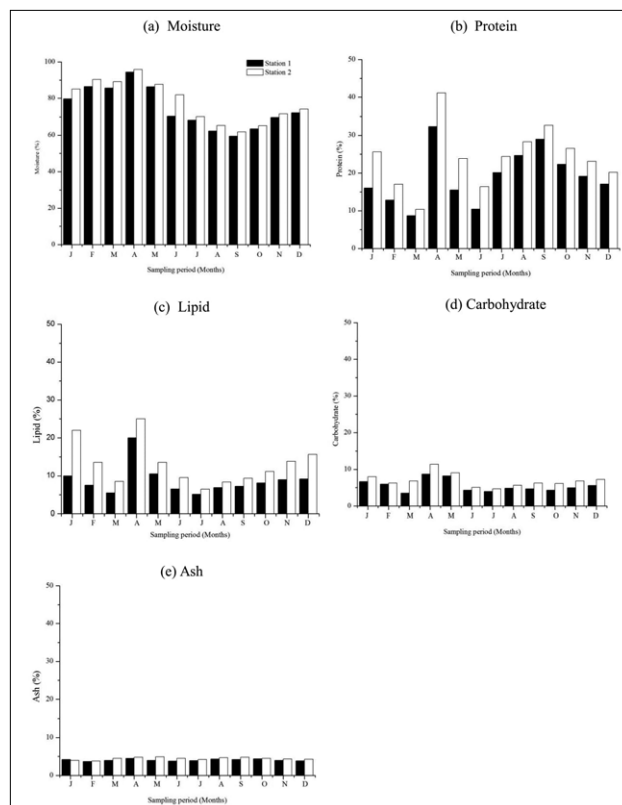 (a) Moisture
Station 1
Station 2
100
80
60
40
20
0
Moisture (%)
J F M A M J J A S O N D
Sampling period (Months)
(b) Protein
50
40
30
20
10
0
Protein (%)
J F M A M J J A S O N D
Sampling period (Months)
(c) Lipid
50
40
30
20
10
0
Lipid (%)
J F M A M J J A S O N D
Sampling period (Months)
(d) Carbohydrate
50
40
30
20
10
0
Carbohydrate (%)
J F M A M J J A S O N D
Sampling period (Months)
(e) Ash
50
40
30
20
10
0
Ash (%)
J F M A M J J A S O N D
Sampling period (Months)